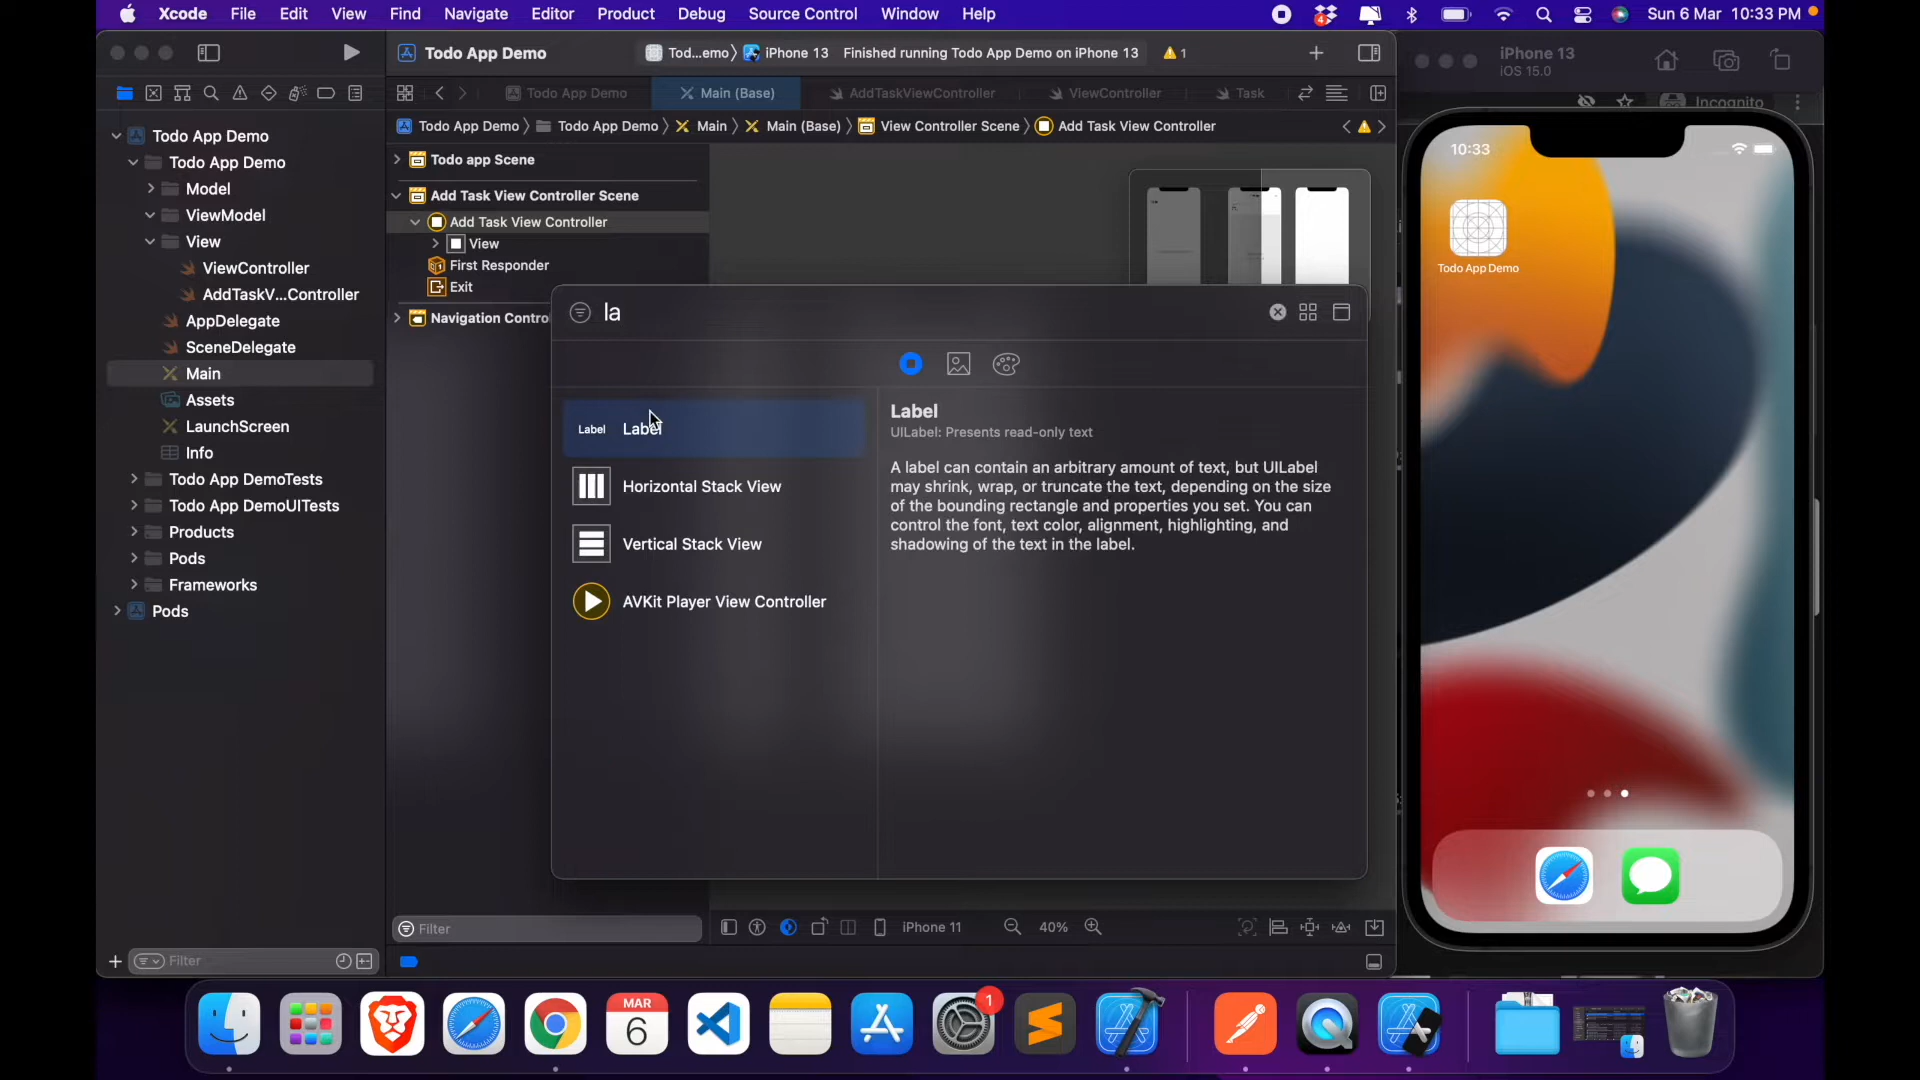 Xcode File Edit View Find Navigate Editor Product Debug Source Control Window Help 4 Sun 6 Mar 10:33 PM
Todo App Demo Tod...emo〉 iPhone 13 Finished running Todo App Demo on iPhone 13 1
iPhone 13
iOS 15.0
Todo App Demo Main (Base) AddTaskViewController ViewController Task
Incognito
Todo App Demo〉 Todo App Demo〉 Main〉 Main (Base)〉 View Controller Scene〉 Add Task View Controller
Todo App Demo
Todo App Demo
Model
ViewModel
View
ViewController
AddTaskV...Controller
AppDelegate
SceneDelegate
Main
Assets
LaunchScreen
Info
Todo App DemoTests
Todo App DemoUITests
Products
Pods
Frameworks
Pods
Filter
Todo app Scene
Add Task View Controller Scene
Add Task View Controller
View
First Responder
Exit
Navigation Contro
Filter
la
Label Label
Horizontal Stack View
Vertical Stack View
AVKit Player View Controller
Label
UILabel: Presents read-only text
A label can contain an arbitrary amount of text, but UILabel
may shrink, wrap, or truncate the text, depending on the size
of the bounding rectangle and properties you set. You can
control the font, text color, alignment, highlighting, and
shadowing of the text in the label.
iPhone 11 40%
10:33
Todo App Demo
MAR
6
1